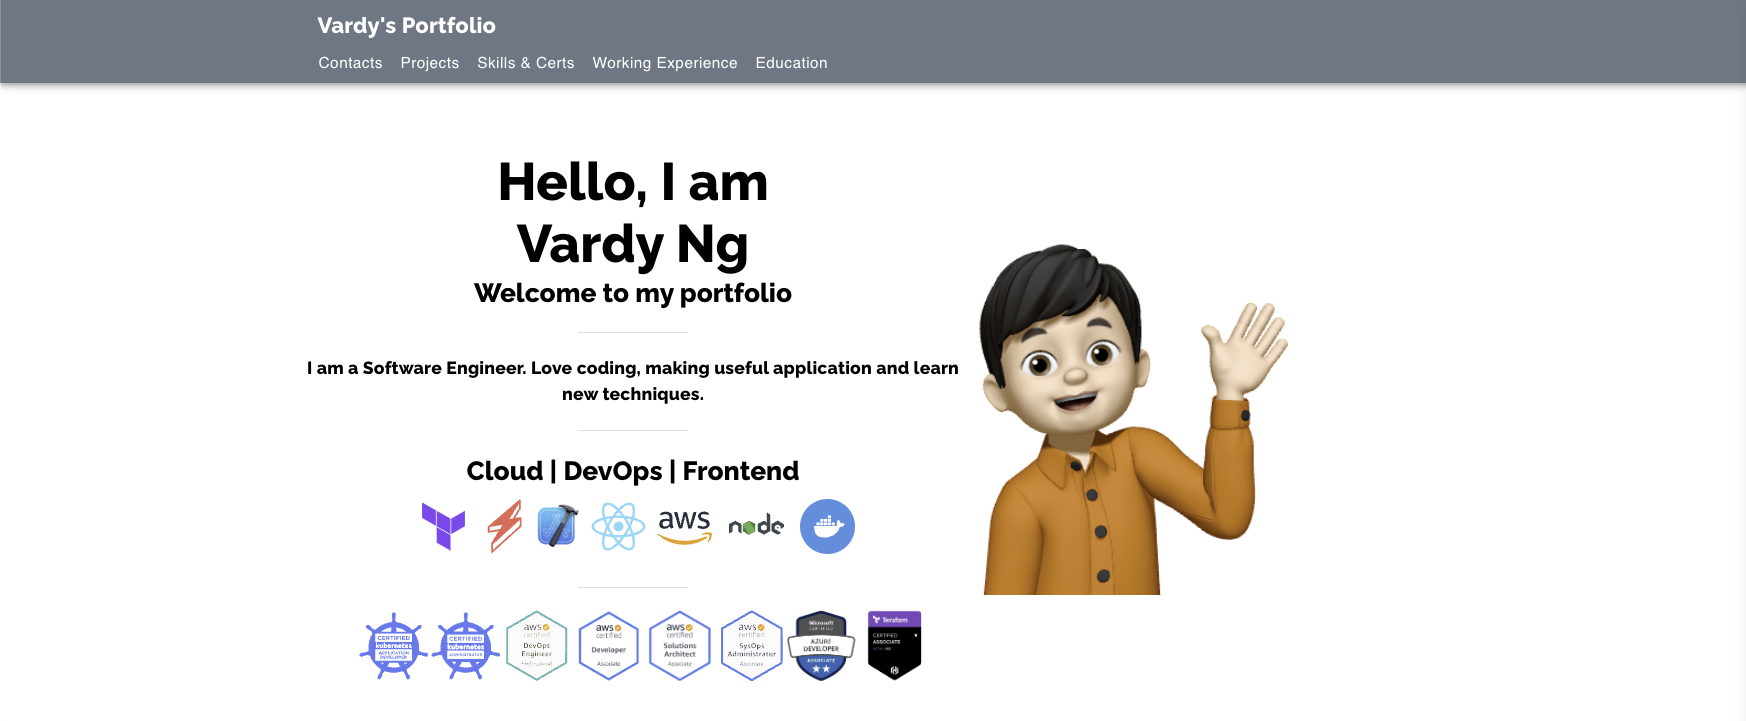 Vardy's Portfolio
Contacts Projects Skills & Certs Working Experience Education
Hello, I am
Vardy Ng
Welcome to my portfolio
I am a Software Engineer. Love coding, making useful application and learn
new techniques.
Cloud | DevOps | Frontend
aws
node
CERTIFIED
kubernetes
APPLICATION
DEVELOPER
CERTIFIED
kubernetes
ADMINISTRATOR
aws
certified
DevOps
Engineer
Professional
aws
certified
Developer
Associate
aws
certified
Solutions
Architect
Associate
aws
certified
SysOps
Administrator
Associate
Microsoft
AZURE
DEVELOPER
ASSOCIATE
Terraform
CERTIFIED
ASSOCIATE